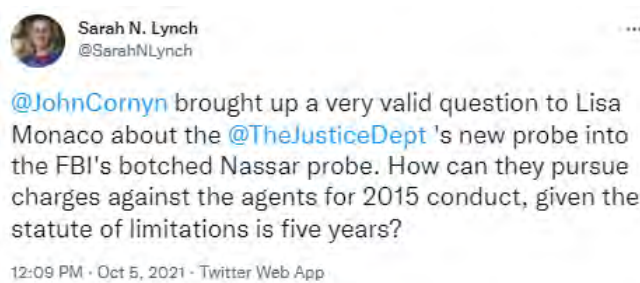 Sarah N. Lynch
@SarahNLynch
@JohnCornyn brought up a very valid question to Lisa
Monaco about the @TheJusticeDept 's new probe into
the FBI's botched Nassar probe. How can they pursue
charges against the agents for 2015 conduct, given the
statute of limitations is five years?
12:09 PM · Oct 5, 2021 · Twitter Web App